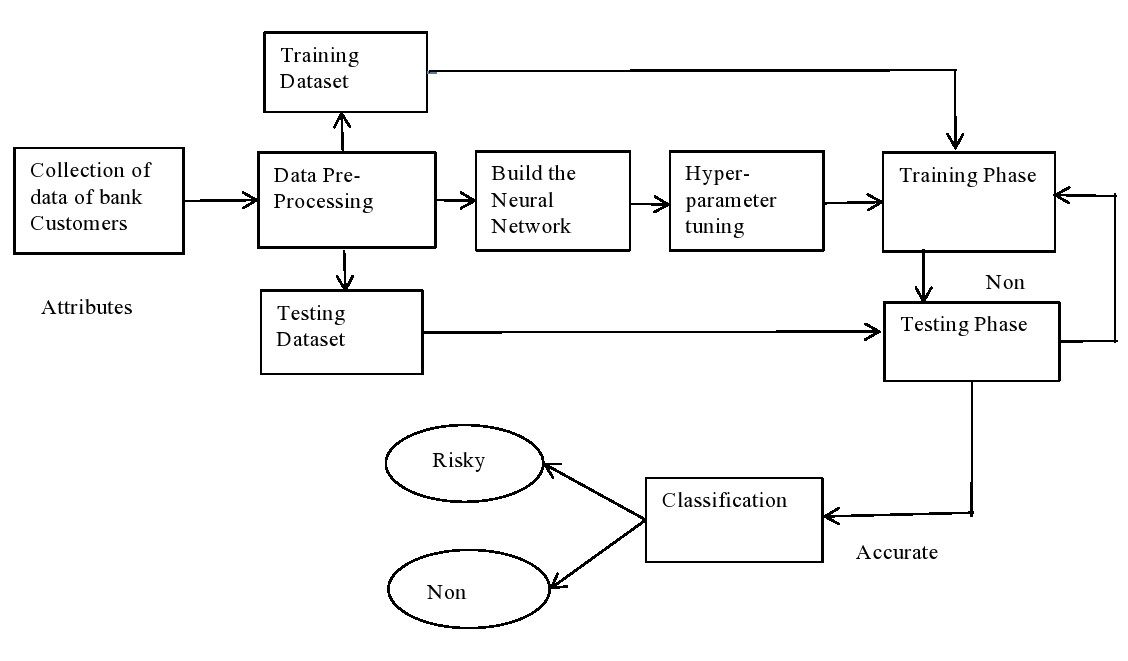 Training
Dataset
Collection of
data of bank
Customers
Data Pre-
Processing
Build the
Neural
Network
Hyper-
parameter
tuning
Training Phase
Attributes
Testing
Dataset
Non
Testing Phase
Risky
Classification
Accurate
Non